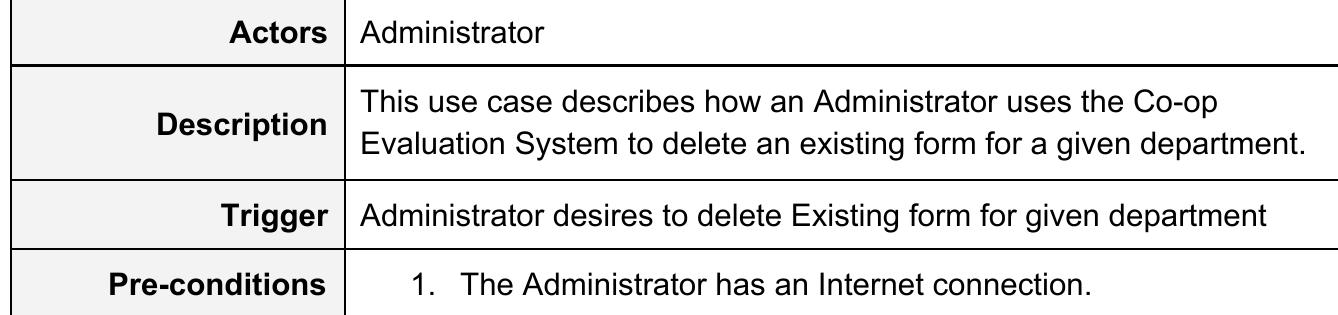 Actors Administrator
Description This use case describes how an Administrator uses the Co-op
Evaluation System to delete an existing form for a given department.
Trigger Administrator desires to delete Existing form for given department
Pre-conditions 1. The Administrator has an Internet connection.